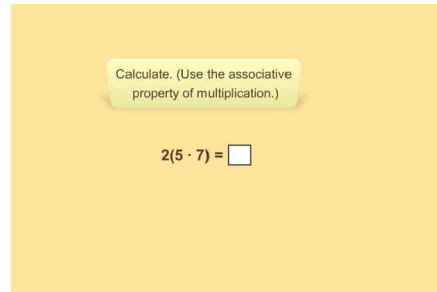 Calculate. (Use the associative
property of multiplication.)
2(5 · 7) =